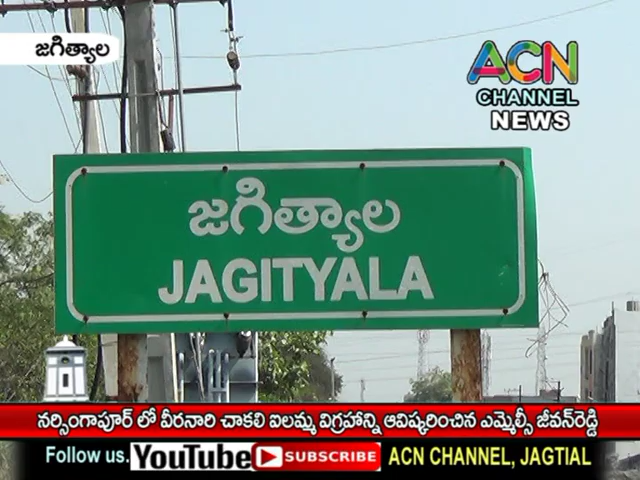 జగిత్యాల
ACN
CHANNEL
NEWS
జగిత్యాల
JAGITYALA
నర్సింగాపూర్ లో వీరనారి చాకలి ఐలమ్మ విగ్రహాన్ని ఆవిష్కరించిన ఎమ్మెల్సీ జీవన్‌రెడ్డి
Follow us. YouTube SUBSCRIBE ACN CHANNEL, JAGTIAL